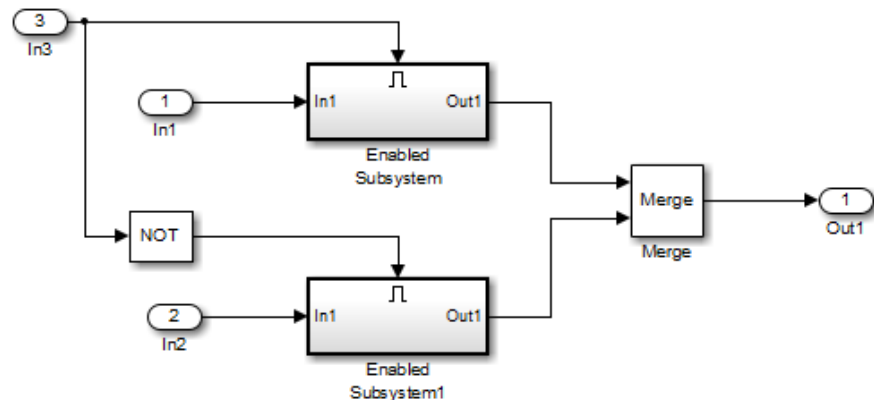 3
In3
1
In1
In1
Out1
Enabled
Subsystem
Merge
Merge
1
Out1
NOT
2
In2
In1
Out1
Enabled
Subsystem1